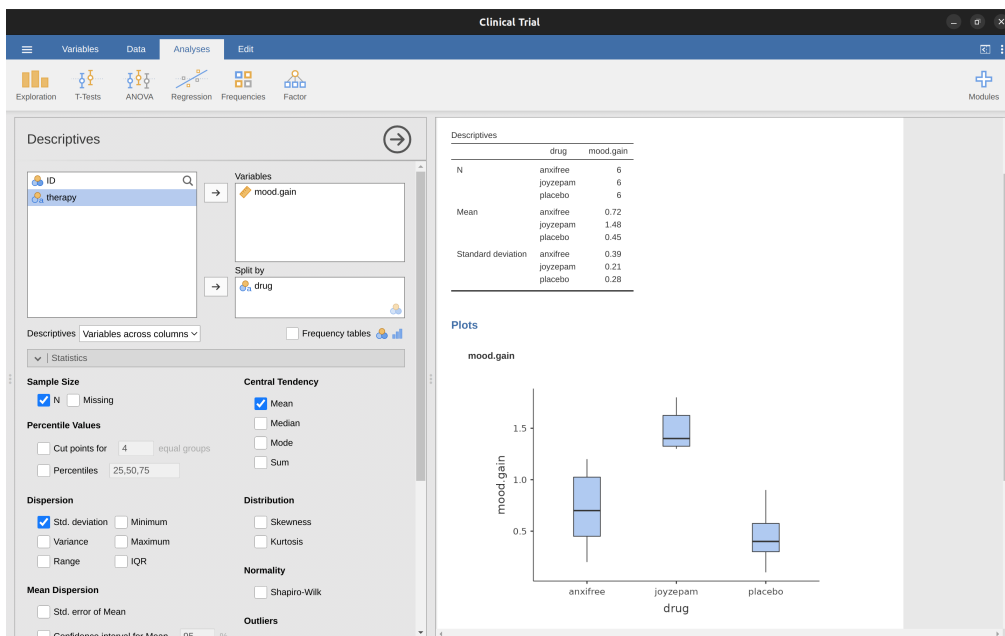 Clinical Trial
Variables Data Analyses Edit
Exploration T-Tests ANOVA Regression Frequencies Factor Modules
Descriptives
ID
therapy
Variables
mood.gain
Split by
drug
Descriptives Variables across columns Frequency tables
Statistics
Sample Size
N Missing
Percentile Values
Cut points for 4 equal groups
Percentiles 25,50,75
Dispersion
Std. deviation Minimum
Variance Maximum
Range IQR
Mean Dispersion
Std. error of Mean
Confidence interval for Mean 95 %
Central Tendency
Mean
Median
Mode
Sum
Distribution
Skewness
Kurtosis
Normality
Shapiro-Wilk
Outliers
Descriptives
drug mood.gain
N anxifree 6
joyzepam 6
placebo 6
Mean anxifree 0.72
joyzepam 1.48
placebo 0.45
Standard deviation anxifree 0.39
joyzepam 0.21
placebo 0.28
Plots
mood.gain
mood.gain
1.5
1.0
0.5
anxifree joyzepam placebo
drug